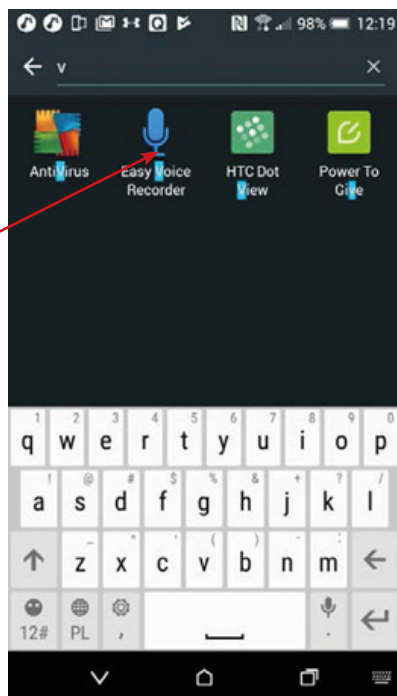 98% 12:19
v
AntiVirus
Easy Voice
Recorder
HTC Dot
View
Power To
Give
1 2 3 4 5 6 7 8 9 0
q w e r t y u i o p
! @ # $ % & + ? /
a s d f g h j k l
_ " ' ( ) - :
z x c v b n m
12# PL , .